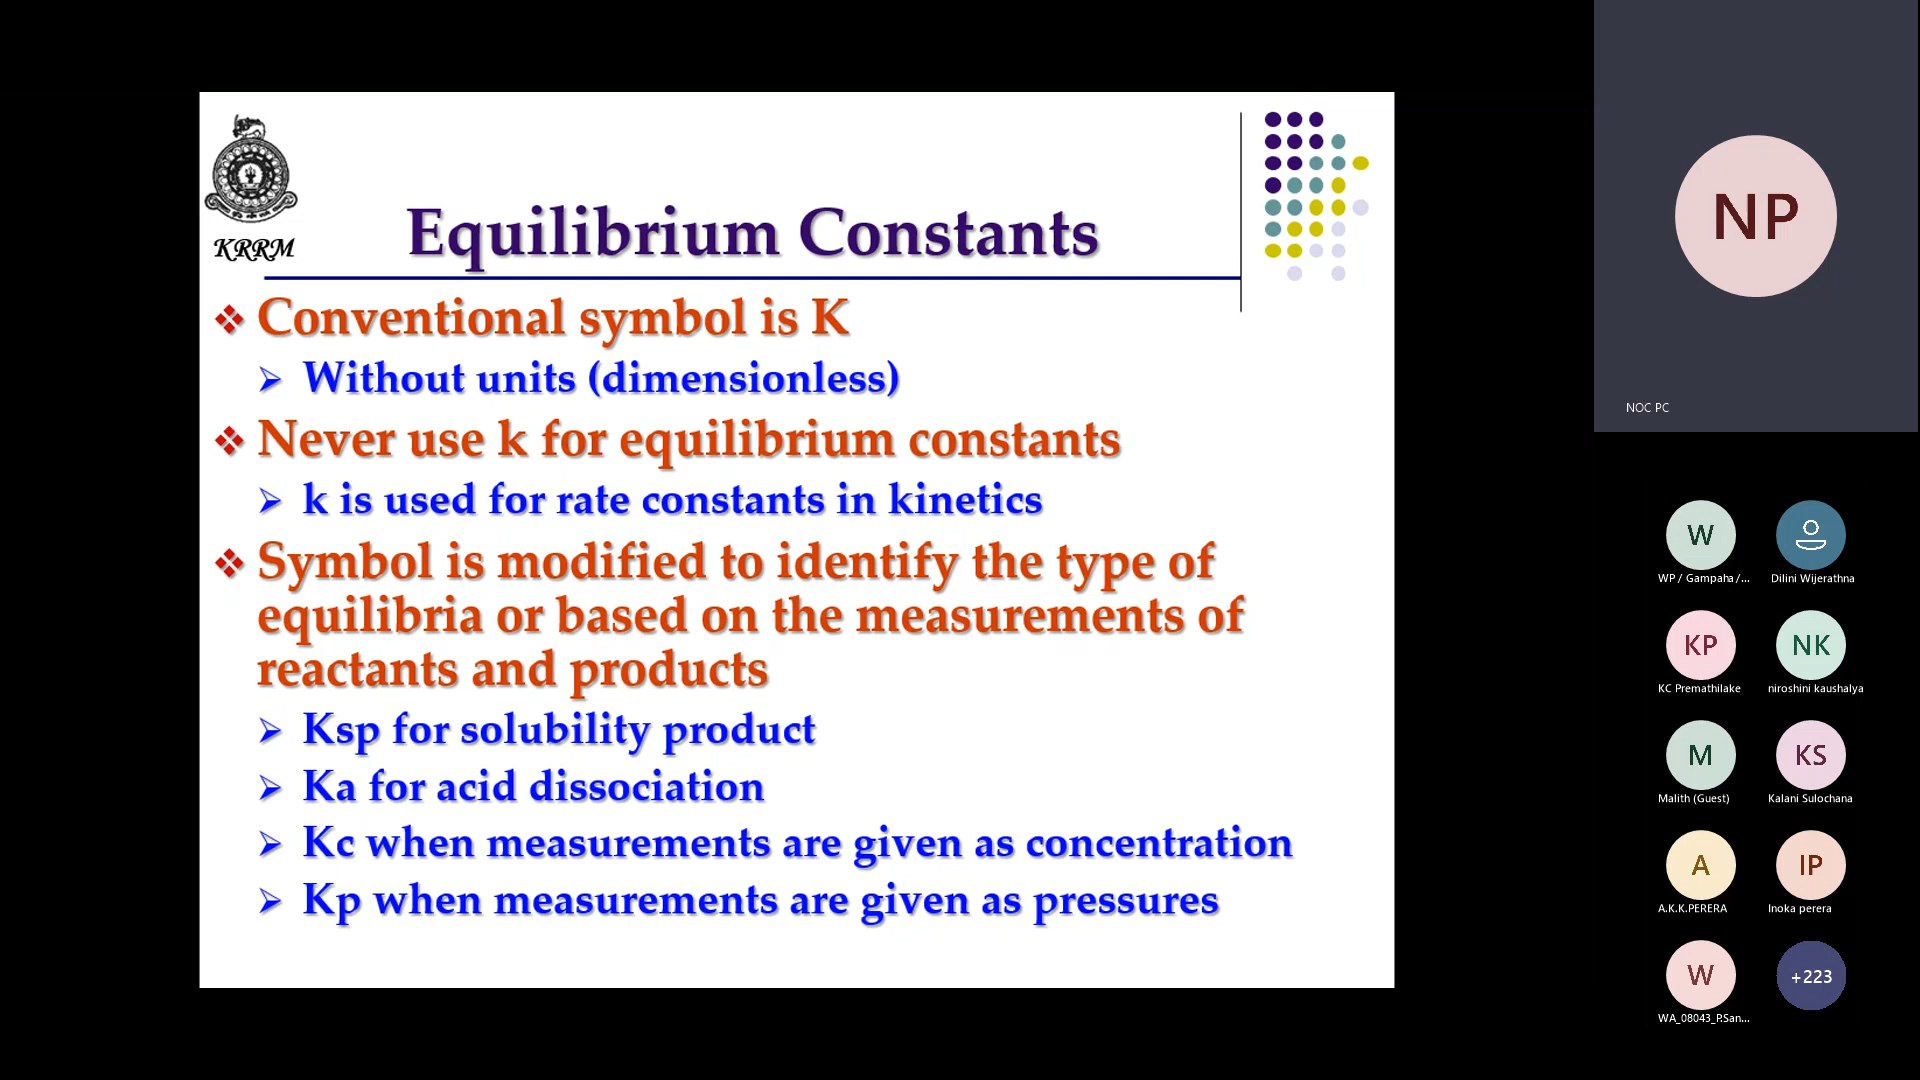 KRRM
Equilibrium Constants
Conventional symbol is K
Without units (dimensionless)
Never use k for equilibrium constants
k is used for rate constants in kinetics
Symbol is modified to identify the type of
equilibria or based on the measurements of
reactants and products
Ksp for solubility product
Ka for acid dissociation
Kc when measurements are given as concentration
Kp when measurements are given as pressures
NP
NOC PC
W
WP / Gampaha /...
Dilini Wijerathna
KP
KC Premathilake
NK
niroshini kaushalya
M
Malith (Guest)
KS
Kalani Sulochana
A
A.K.K.PERERA
IP
Inoka perera
W
WA_08043_P.San...
+223